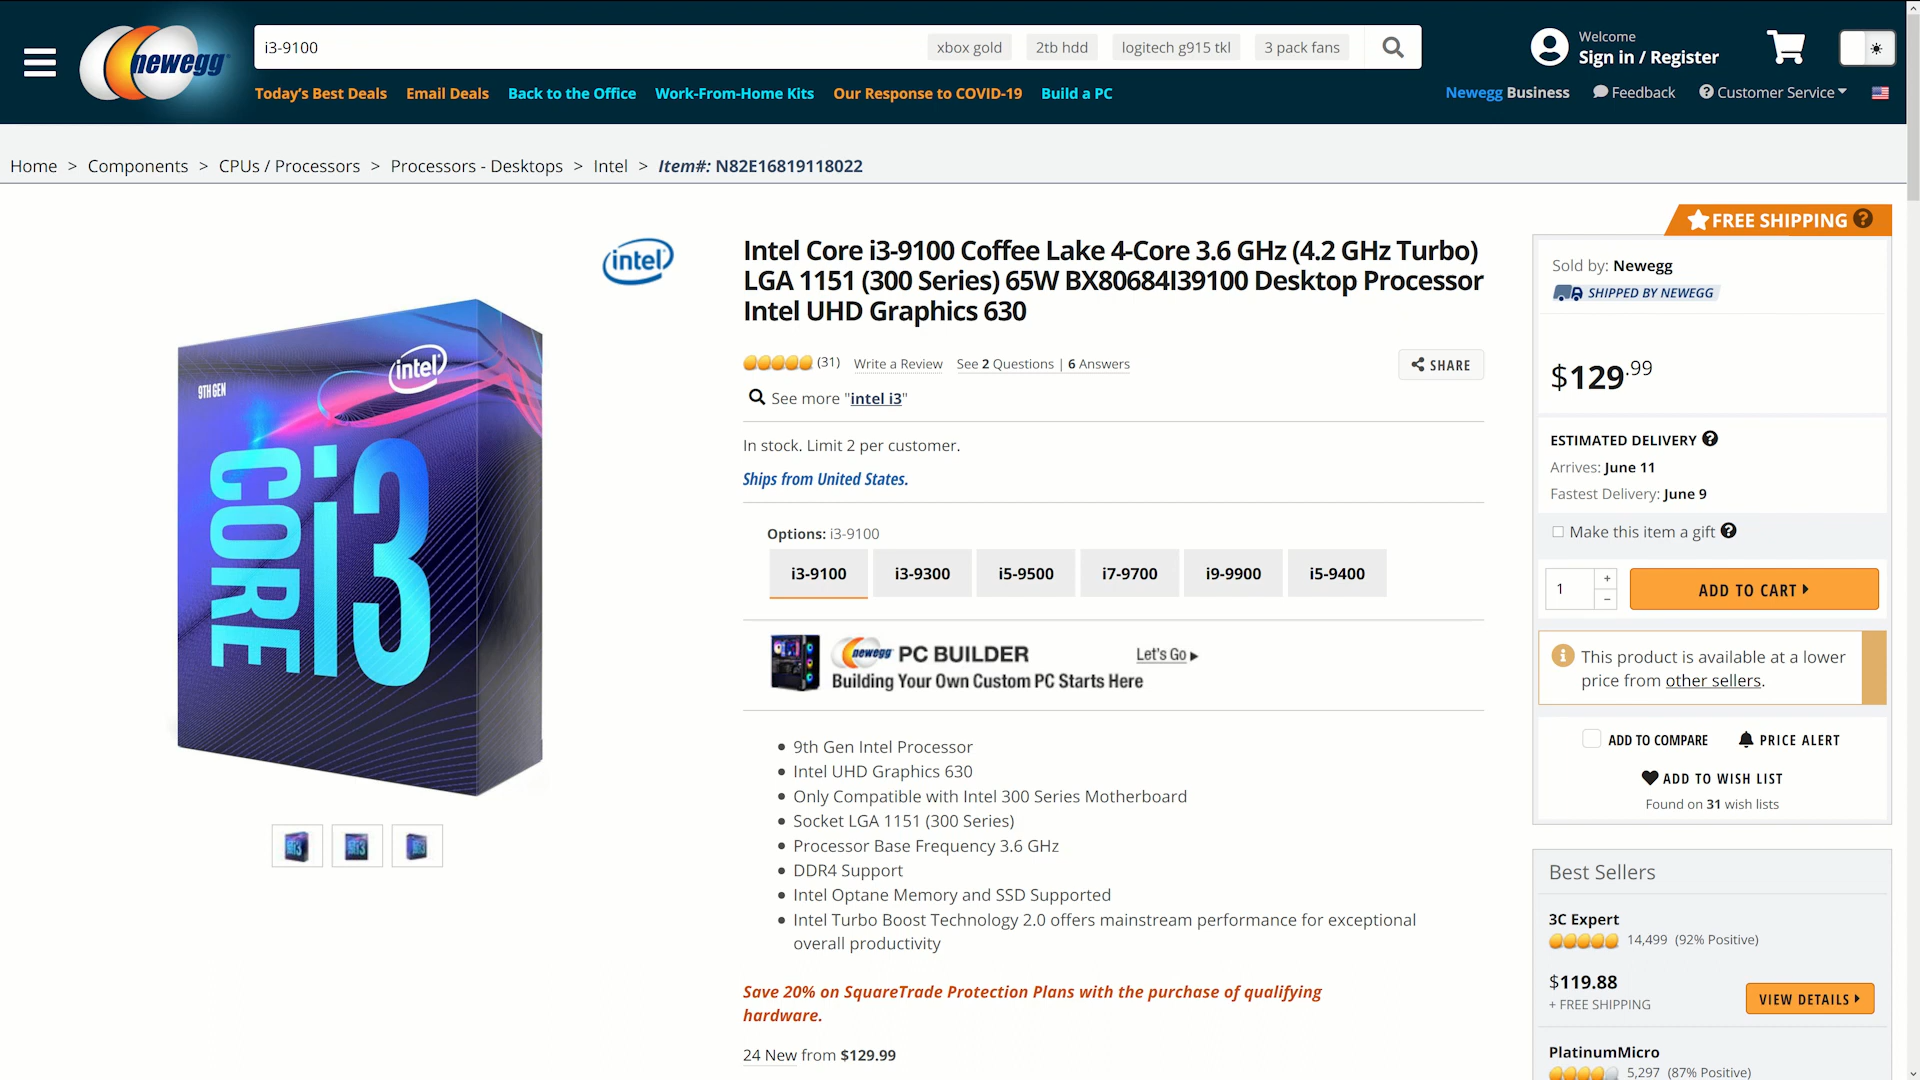 newegg
i3-9100
xbox gold
2tb hdd
logitech g915 tkl
3 pack fans
Welcome
Sign in / Register
Today's Best Deals
Email Deals
Back to the Office
Work-From-Home Kits
Our Response to COVID-19
Build a PC
Newegg Business
Feedback
Customer Service
Home > Components > CPUs / Processors > Processors - Desktops > Intel > Item#: N82E16819118022
FREE SHIPPING
intel
Intel Core i3-9100 Coffee Lake 4-Core 3.6 GHz (4.2 GHz Turbo)
LGA 1151 (300 Series) 65W BX80684I39100 Desktop Processor
Intel UHD Graphics 630
(31)
Write a Review
See 2 Questions | 6 Answers
SHARE
See more "intel i3"
In stock. Limit 2 per customer.
Ships from United States.
Options: i3-9100
i3-9100
i3-9300
i5-9500
i7-9700
i9-9900
i5-9400
newegg PC BUILDER
Let's Go
Building Your Own Custom PC Starts Here
9th Gen Intel Processor
Intel UHD Graphics 630
Only Compatible with Intel 300 Series Motherboard
Socket LGA 1151 (300 Series)
Processor Base Frequency 3.6 GHz
DDR4 Support
Intel Optane Memory and SSD Supported
Intel Turbo Boost Technology 2.0 offers mainstream performance for exceptional
overall productivity
Save 20% on SquareTrade Protection Plans with the purchase of qualifying
hardware.
24 New from $129.99
9TH GEN
intel
CORE
i3
Sold by: Newegg
SHIPPED BY NEWEGG
$129.99
ESTIMATED DELIVERY
Arrives: June 11
Fastest Delivery: June 9
Make this item a gift
1
ADD TO CART
This product is available at a lower
price from other sellers.
ADD TO COMPARE
PRICE ALERT
ADD TO WISH LIST
Found on 31 wish lists
Best Sellers
3C Expert
14,499 (92% Positive)
$119.88
+ FREE SHIPPING
VIEW DETAILS
PlatinumMicro
5,297 (87% Positive)